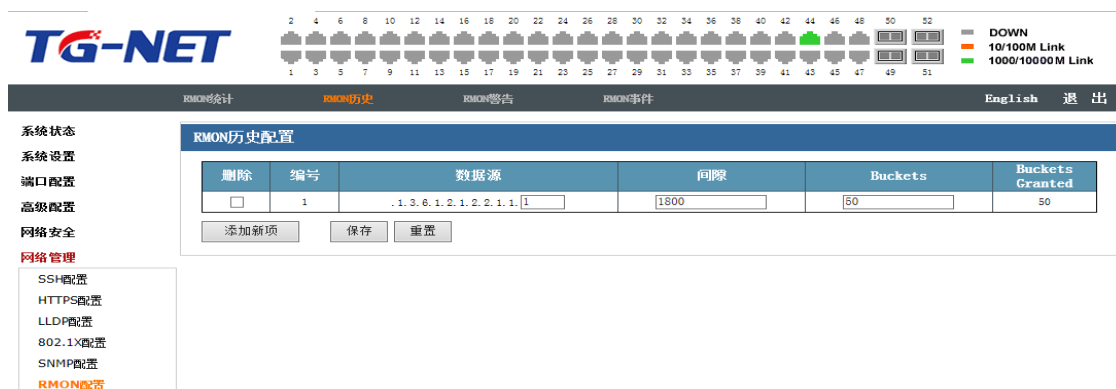 TG-NET
2 4 6 8 10 12 14 16 18 20 22 24 26 28 30 32 34 36 38 40 42 44 46 48 50 52
1 3 5 7 9 11 13 15 17 19 21 23 25 27 29 31 33 35 37 39 41 43 45 47 49 51
DOWN
10/100M Link
1000/10000M Link
RMON统计 RMON历史 RMON警告 RMON事件 English 退 出
系统状态
系统设置
端口配置
高级配置
网络安全
网络管理
SSH配置
HTTPS配置
LLDP配置
802.1X配置
SNMP配置
RMON配置
RMON历史配置
删除 编号 数据源 间隙 Buckets Buckets Granted
1 .1.3.6.1.2.1.2.2.1.1. 1 1800 50 50
添加新项 保存 重置